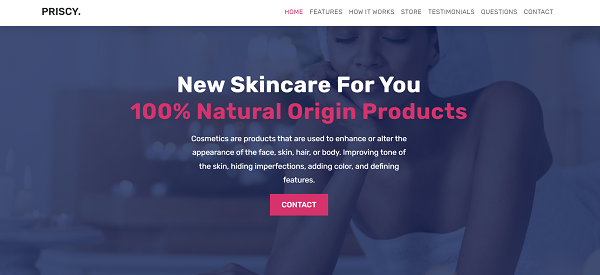 PRISCY.
HOME FEATURES HOW IT WORKS STORE TESTIMONIALS QUESTIONS CONTACT
New Skincare For You
100% Natural Origin Products
Cosmetics are products that are used to enhance or alter the
appearance of the face, skin, hair, or body. Improving tone of
the skin, hiding imperfections, adding color, and defining
features.
CONTACT